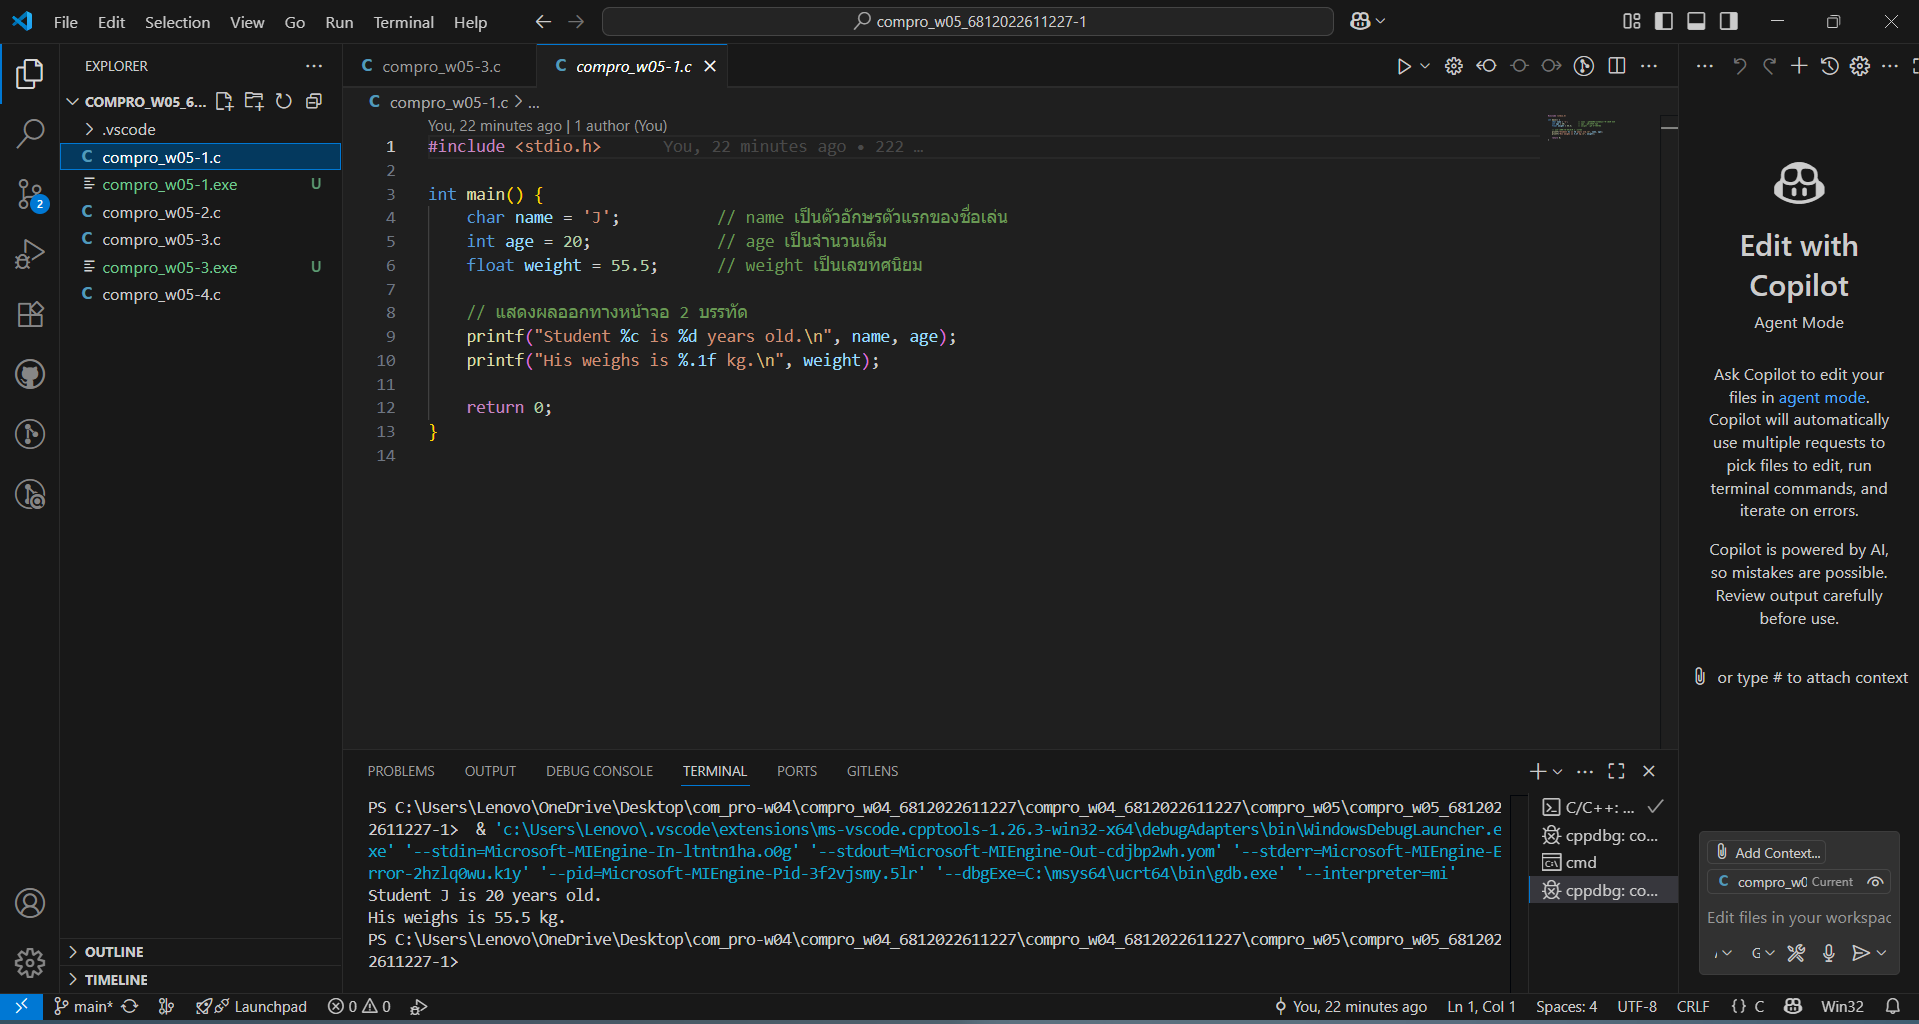 File Edit Selection View Go Run Terminal Help
compro_w05_6812022611227-1
EXPLORER
COMPRO_W05_6...
.vscode
C compro_w05-1.c
compro_w05-1.exe U
C compro_w05-2.c
C compro_w05-3.c
compro_w05-3.exe U
C compro_w05-4.c
2
OUTLINE
TIMELINE
C compro_w05-3.c
C compro_w05-1.c
C compro_w05-1.c > ...
You, 22 minutes ago | 1 author (You)
1 #include <stdio.h> You, 22 minutes ago • 222 …
2
3 int main() {
4 char name = 'J'; // name เป็นตัวอักษรตัวแรกของชื่อเล่น
5 int age = 20; // age เป็นจำนวนเต็ม
6 float weight = 55.5; // weight เป็นเลขทศนิยม
7
8 // แสดงผลออกทางหน้าจอ 2 บรรทัด
9 printf("Student %c is %d years old.\n", name, age);
10 printf("His weighs is %.1f kg.\n", weight);
11
12 return 0;
13 }
14
PROBLEMS OUTPUT DEBUG CONSOLE TERMINAL PORTS GITLENS
PS C:\Users\Lenovo\OneDrive\Desktop\com_pro-w04\compro_w04_6812022611227\compro_w04_6812022611227\compro_w05\compro_w05_681202
2611227-1> & 'c:\Users\Lenovo\.vscode\extensions\ms-vscode.cpptools-1.26.3-win32-x64\debugAdapters\bin\WindowsDebugLauncher.e
xe' '--stdin=Microsoft-MIEngine-In-ltntn1ha.o0g' '--stdout=Microsoft-MIEngine-Out-cdjbp2wh.yom' '--stderr=Microsoft-MIEngine-E
rror-2hzlq0wu.k1y' '--pid=Microsoft-MIEngine-Pid-3f2vjsmy.5lr' '--dbgExe=C:\msys64\ucrt64\bin\gdb.exe' '--interpreter=mi'
Student J is 20 years old.
His weighs is 55.5 kg.
PS C:\Users\Lenovo\OneDrive\Desktop\com_pro-w04\compro_w04_6812022611227\compro_w04_6812022611227\compro_w05\compro_w05_681202
2611227-1>
C/C++: ...
cppdbg: co...
cmd
cppdbg: co...
Edit with
Copilot
Agent Mode
Ask Copilot to edit your
files in agent mode.
Copilot will automatically
use multiple requests to
pick files to edit, run
terminal commands, and
iterate on errors.
Copilot is powered by AI,
so mistakes are possible.
Review output carefully
before use.
or type # to attach context
Add Context...
C compro_w0 Current
Edit files in your workspac
G
main* Launchpad 0 0
You, 22 minutes ago Ln 1, Col 1 Spaces: 4 UTF-8 CRLF {} C Win32